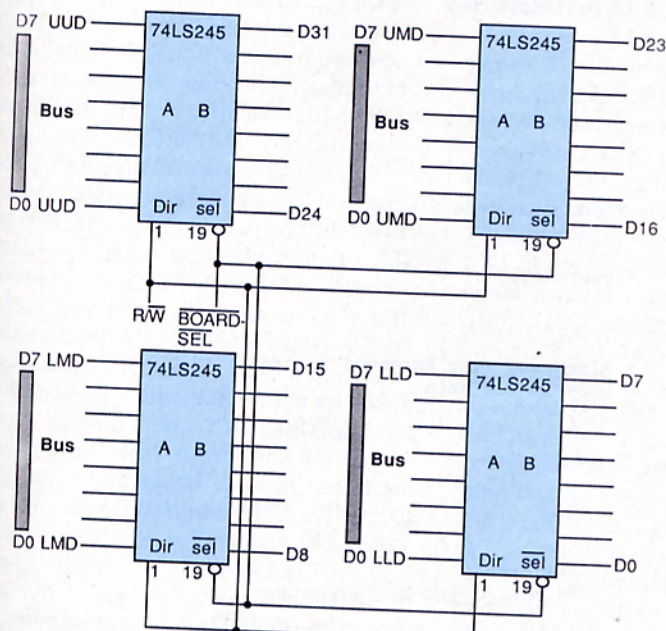 D7 UUD
74LS245
D31
Bus
A B
D0 UUD
Dir sel
D24
1 19
D7 UMD
74LS245
D23
Bus
A B
D0 UMD
Dir sel
D16
1 19
R/W BOARD-
SEL
D7 LMD
74LS245
D15
Bus
A B
D0 LMD
Dir sel
D8
1 19
D7 LLD
74LS245
D7
Bus
A B
D0 LLD
Dir sel
D0
1 19